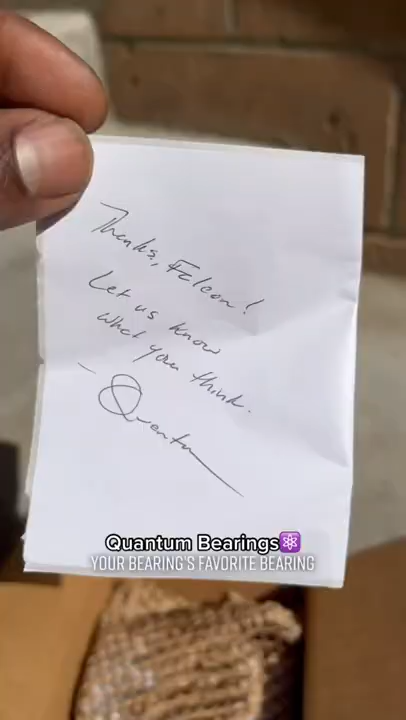 Thanks, Falcon!
Let us know
what you think.
- Quantum
Quantum Bearings⚛️
YOUR BEARING'S FAVORITE BEARING